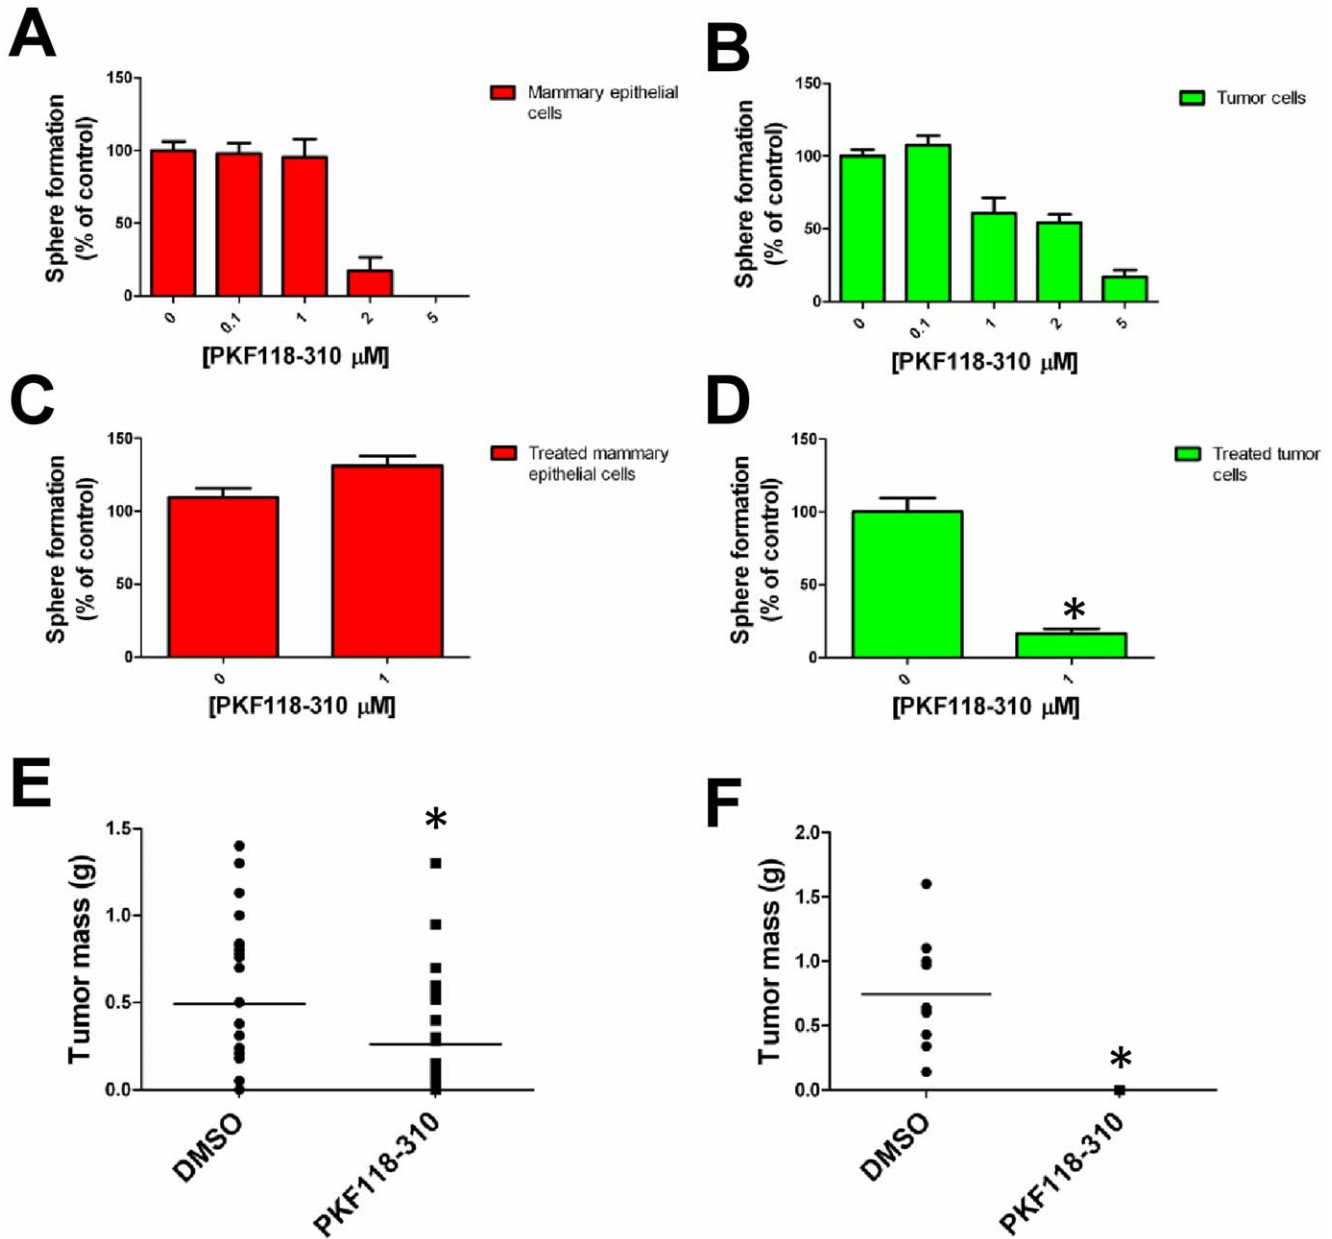 A
150
100
50
0
Sphere formation
(% of control)
0
0.1
1
2
5
[PKF118-310 μM]
Mammary epithelial
cells
B
150
100
50
0
Sphere formation
(% of control)
0
0.1
1
2
5
[PKF118-310 μM]
Tumor cells
C
150
100
50
0
Sphere formation
(% of control)
0
1
[PKF118-310 μM]
Treated mammary
epithelial cells
D
150
100
50
0
Sphere formation
(% of control)
*
0
1
[PKF118-310 μM]
Treated tumor
cells
E
1.5
1.0
0.5
0.0
Tumor mass (g)
*
DMSO
PKF118-310
F
2.0
1.5
1.0
0.5
0.0
Tumor mass (g)
*
DMSO
PKF118-310